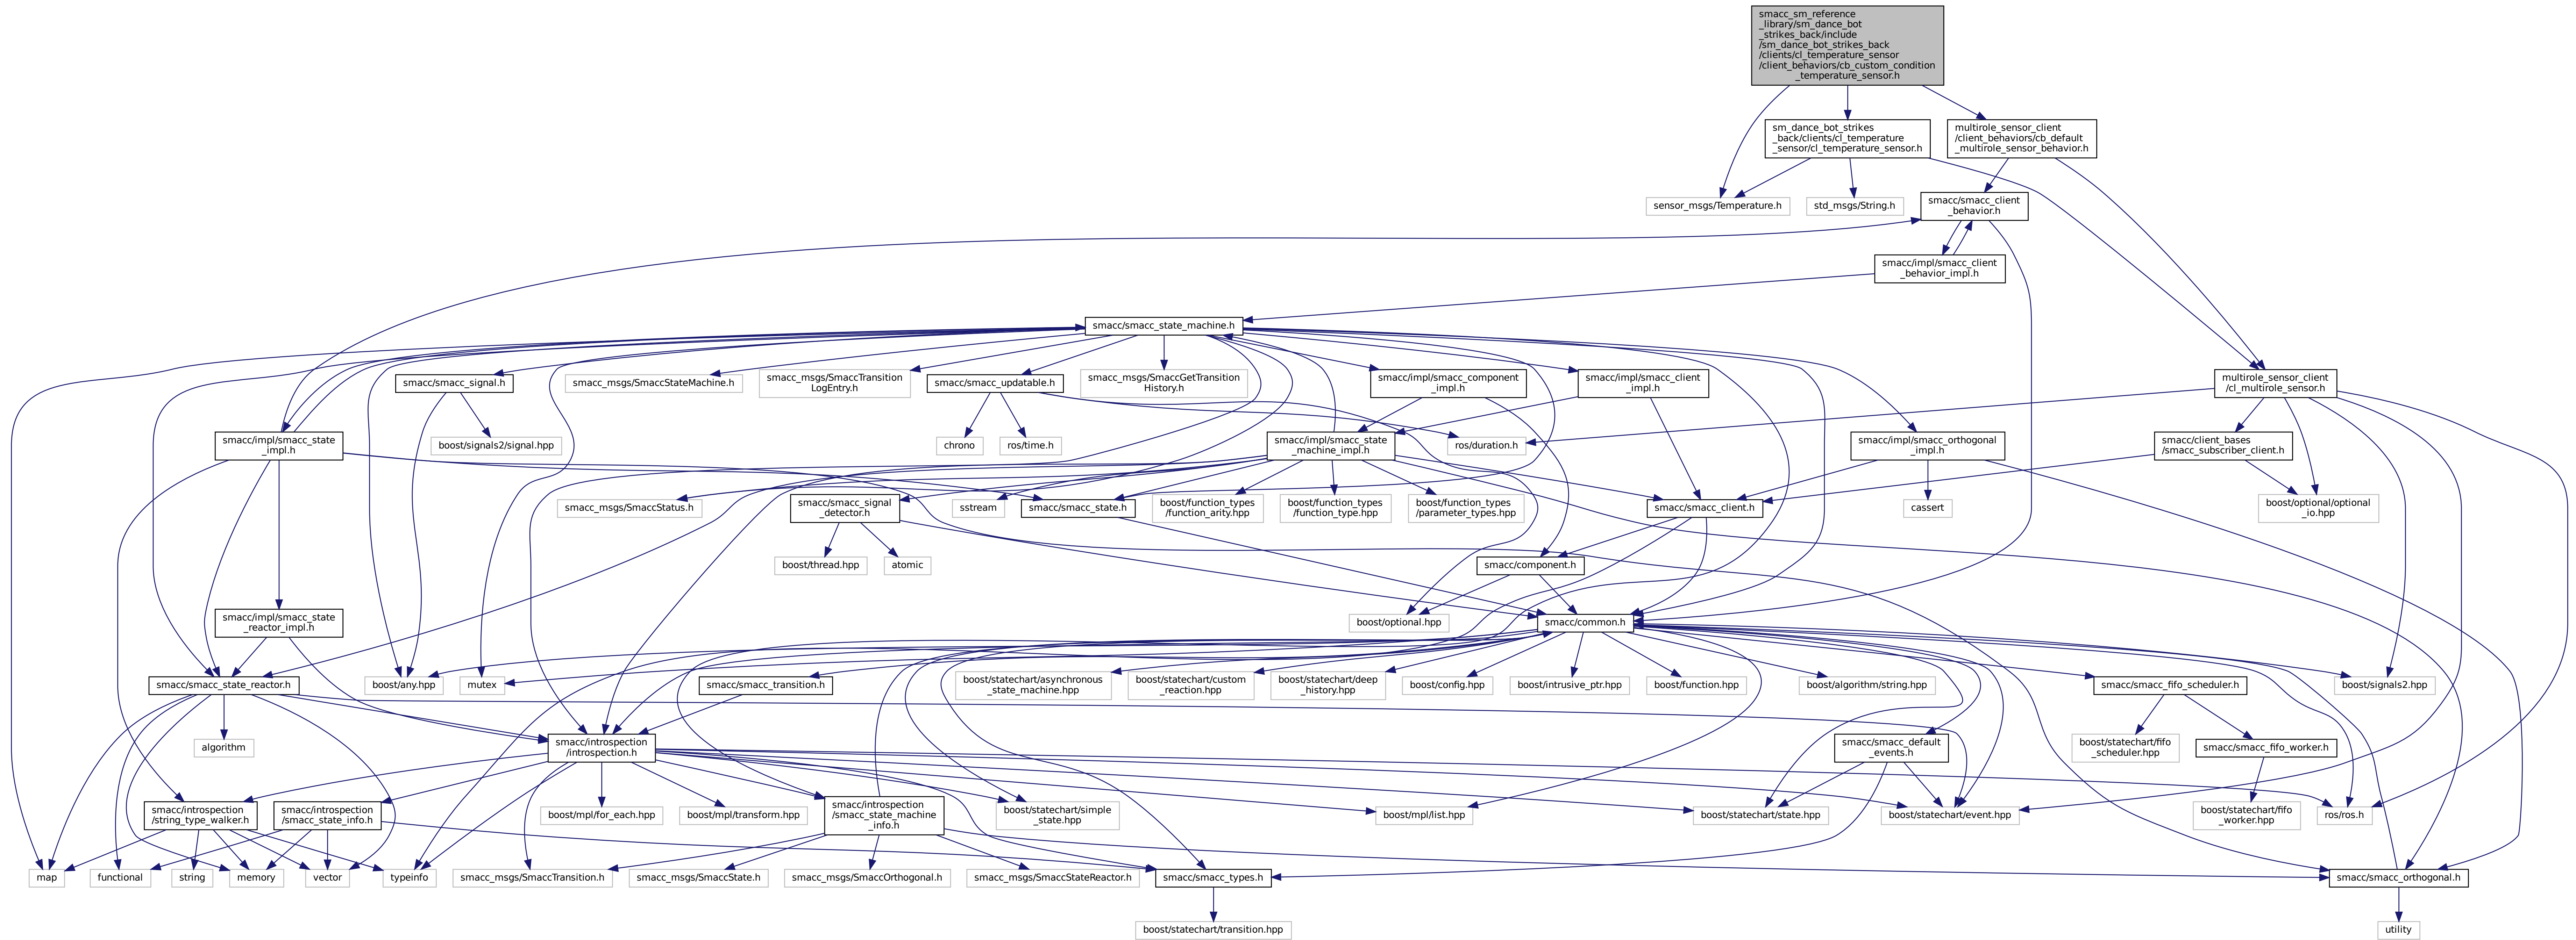 smacc_sm_reference
_library/sm_dance_bot
_strikes_back/include
/sm_dance_bot_strikes_back
/clients/cl_temperature_sensor
/client_behaviors/cb_custom_condition
_temperature_sensor.h
sm_dance_bot_strikes
_back/clients/cl_temperature
_sensor/cl_temperature_sensor.h
multirole_sensor_client
/client_behaviors/cb_default
_multirole_sensor_behavior.h
sensor_msgs/Temperature.h
std_msgs/String.h
smacc/smacc_client
_behavior.h
smacc/impl/smacc_client
_behavior_impl.h
smacc/smacc_state_machine.h
smacc/smacc_signal.h
smacc_msgs/SmaccStateMachine.h
smacc_msgs/SmaccTransition
LogEntry.h
smacc/smacc_updatable.h
smacc_msgs/SmaccGetTransition
History.h
smacc/impl/smacc_component
_impl.h
smacc/impl/smacc_client
_impl.h
multirole_sensor_client
/cl_multirole_sensor.h
smacc/impl/smacc_state
_impl.h
boost/signals2/signal.hpp
chrono
ros/time.h
smacc/impl/smacc_state
_machine_impl.h
ros/duration.h
smacc/impl/smacc_orthogonal
_impl.h
smacc/client_bases
/smacc_subscriber_client.h
smacc_msgs/SmaccStatus.h
smacc/smacc_signal
_detector.h
sstream
smacc/smacc_state.h
boost/function_types
/function_arity.hpp
boost/function_types
/function_type.hpp
boost/function_types
/parameter_types.hpp
smacc/smacc_client.h
cassert
boost/optional/optional
_io.hpp
boost/thread.hpp
atomic
smacc/component.h
smacc/impl/smacc_state
_reactor_impl.h
boost/optional.hpp
smacc/common.h
smacc/smacc_state_reactor.h
boost/any.hpp
mutex
smacc/smacc_transition.h
boost/statechart/asynchronous
_state_machine.hpp
boost/statechart/custom
_reaction.hpp
boost/statechart/deep
_history.hpp
boost/config.hpp
boost/intrusive_ptr.hpp
boost/function.hpp
boost/algorithm/string.hpp
smacc/smacc_fifo_scheduler.h
boost/signals2.hpp
algorithm
smacc/introspection
/introspection.h
smacc/smacc_default
_events.h
boost/statechart/fifo
_scheduler.hpp
smacc/smacc_fifo_worker.h
smacc/introspection
/string_type_walker.h
smacc/introspection
/smacc_state_info.h
boost/mpl/for_each.hpp
boost/mpl/transform.hpp
smacc/introspection
/smacc_state_machine
_info.h
boost/statechart/simple
_state.hpp
boost/mpl/list.hpp
boost/statechart/state.hpp
boost/statechart/event.hpp
boost/statechart/fifo
_worker.hpp
ros/ros.h
map
functional
string
memory
vector
typeinfo
smacc_msgs/SmaccTransition.h
smacc_msgs/SmaccState.h
smacc_msgs/SmaccOrthogonal.h
smacc_msgs/SmaccStateReactor.h
smacc/smacc_types.h
smacc/smacc_orthogonal.h
boost/statechart/transition.hpp
utility